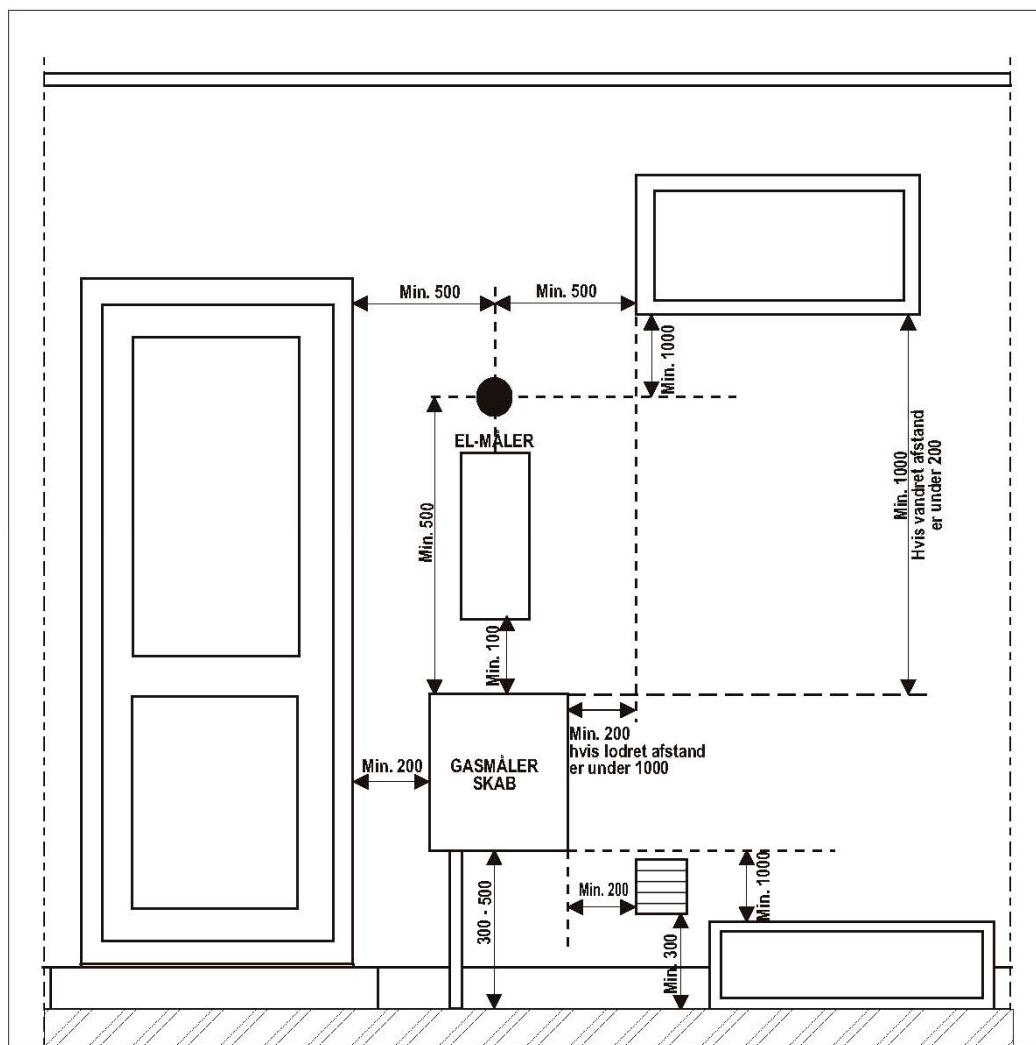 Min. 500
Min. 500
Min. 1000
EL-MÅLER
Min. 500
Min. 1000
Hvis vandret afstand
er under 200
Min. 100
Min. 200
hvis lodret afstand
er under 1000
Min. 200
GASMÅLER
SKAB
Min. 1000
Min. 200
300 - 500
Min. 300